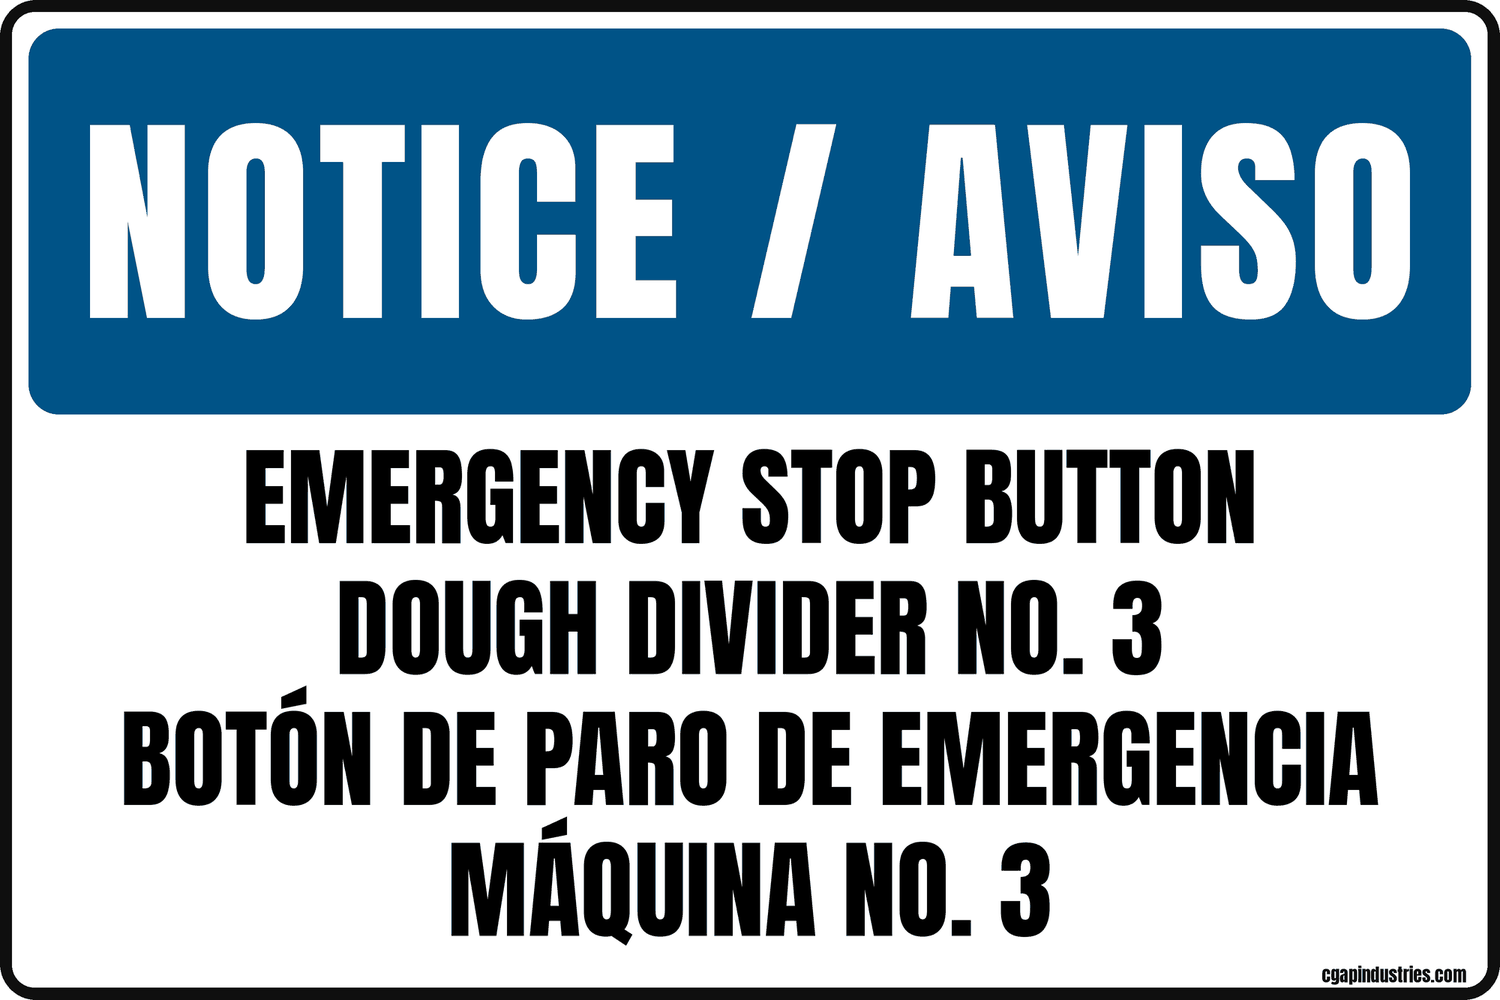 NOTICE / AVISO
EMERGENCY STOP BUTTON
DOUGH DIVIDER NO. 3
BOTÓN DE PARO DE EMERGENCIA
MÁQUINA NO. 3
cgapindustries.com